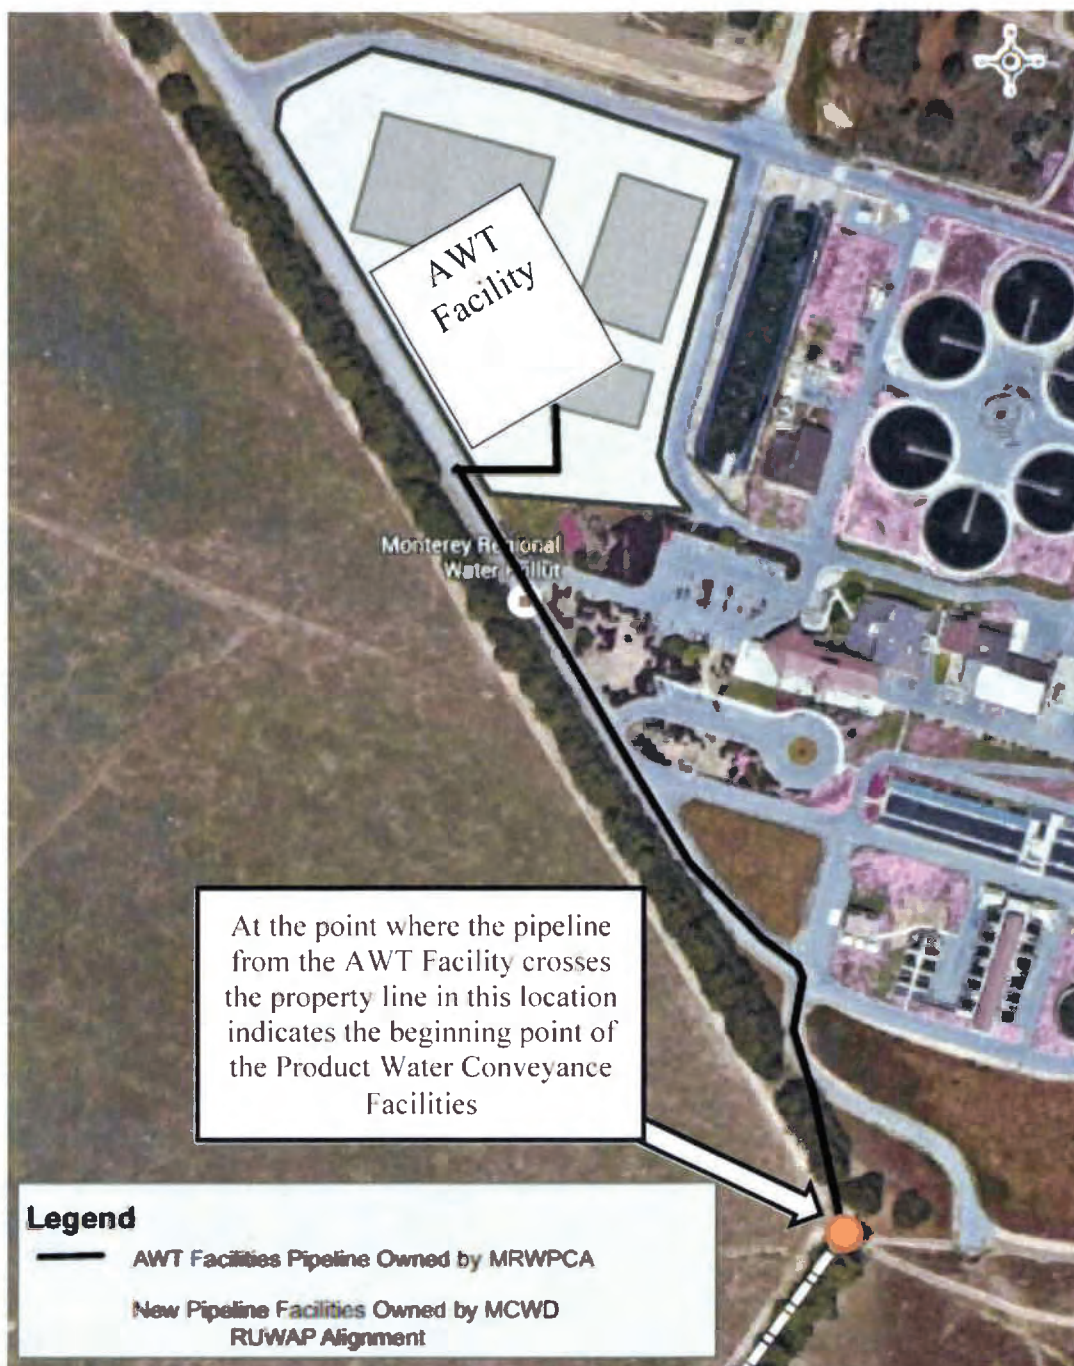 AWT
Facility
Monterey Regional
Water Pollut
At the point where the pipeline
from the AWT Facility crosses
the property line in this location
indicates the beginning point of
the Product Water Conveyance
Facilities
Legend
AWT Facilities Pipeline Owned by MRWPCA
New Pipeline Facilities Owned by MCWD
RUWAP Alignment